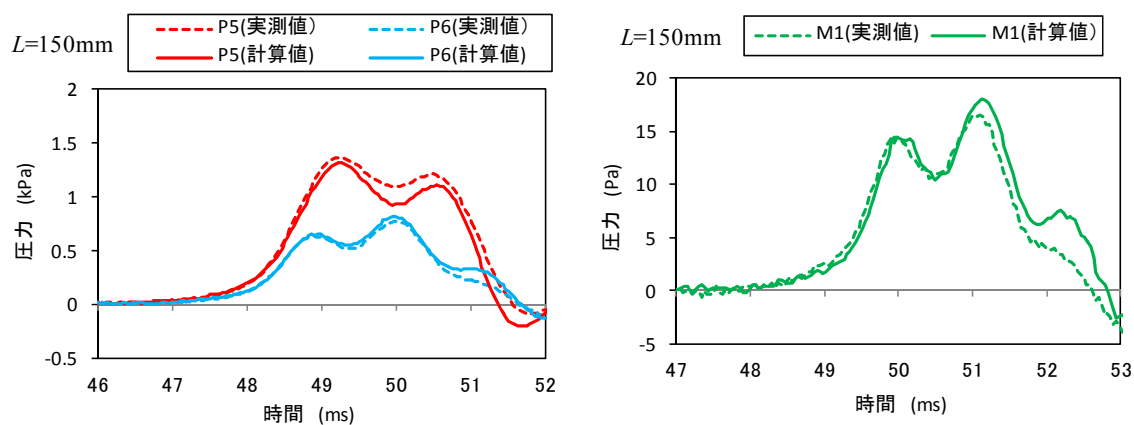 L=150mm
P5(実測値) P6(実測値)
P5(計算値) P6(計算値)
圧力 (kPa)
2
1.5
1
0.5
0
-0.5
46 47 48 49 50 51 52
時間 (ms)
L=150mm
M1(実測値) M1(計算値)
圧力 (Pa)
20
15
10
5
0
-5
47 48 49 50 51 52 53
時間 (ms)